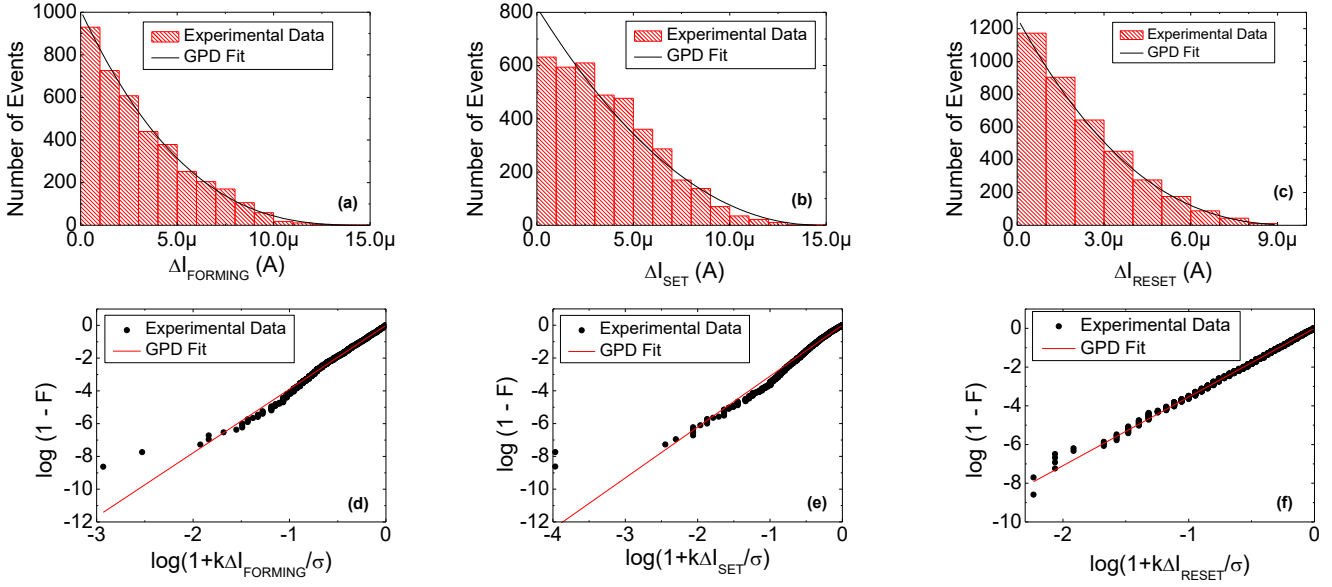 1000
800
600
400
200
0
Number of Events
Experimental Data
GPD Fit
(a)
0.0 5.0µ 10.0µ 15.0µ
ΔI_FORMING (A)
800
600
400
200
0
Number of Events
Experimental Data
GPD Fit
(b)
0.0 5.0µ 10.0µ 15.0µ
ΔI_SET (A)
1200
1000
800
600
400
200
0
Number of Events
Experimental Data
GPD Fit
(c)
0.0 3.0µ 6.0µ 9.0µ
ΔI_RESET (A)
0
-2
-4
-6
-8
-10
-12
log (1 - F)
Experimental Data
GPD Fit
(d)
-3 -2 -1 0
log(1+kΔI_FORMING/σ)
0
-2
-4
-6
-8
-10
-12
log (1 - F)
Experimental Data
GPD Fit
(e)
-4 -3 -2 -1 0
log(1+kΔI_SET/σ)
0
-2
-4
-6
-8
-10
log (1 - F)
Experimental Data
GPD Fit
(f)
-2 -1 0
log(1+kΔI_RESET/σ)